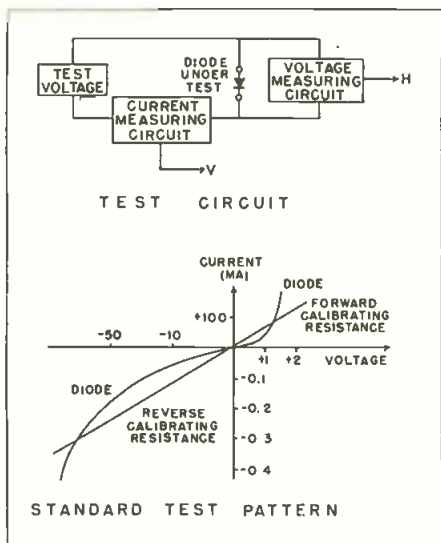 TEST
VOLTAGE
DIODE
UNDER
TEST
VOLTAGE
MEASURING
CIRCUIT
H
CURRENT
MEASURING
CIRCUIT
V
TEST CIRCUIT
CURRENT
(MA)
DIODE
FORWARD
CALIBRATING
RESISTANCE
+100
-50
-10
+1
+2
VOLTAGE
DIODE
-0.1
REVERSE
CALIBRATING
RESISTANCE
-0.2
-0.3
-0.4
STANDARD TEST PATTERN